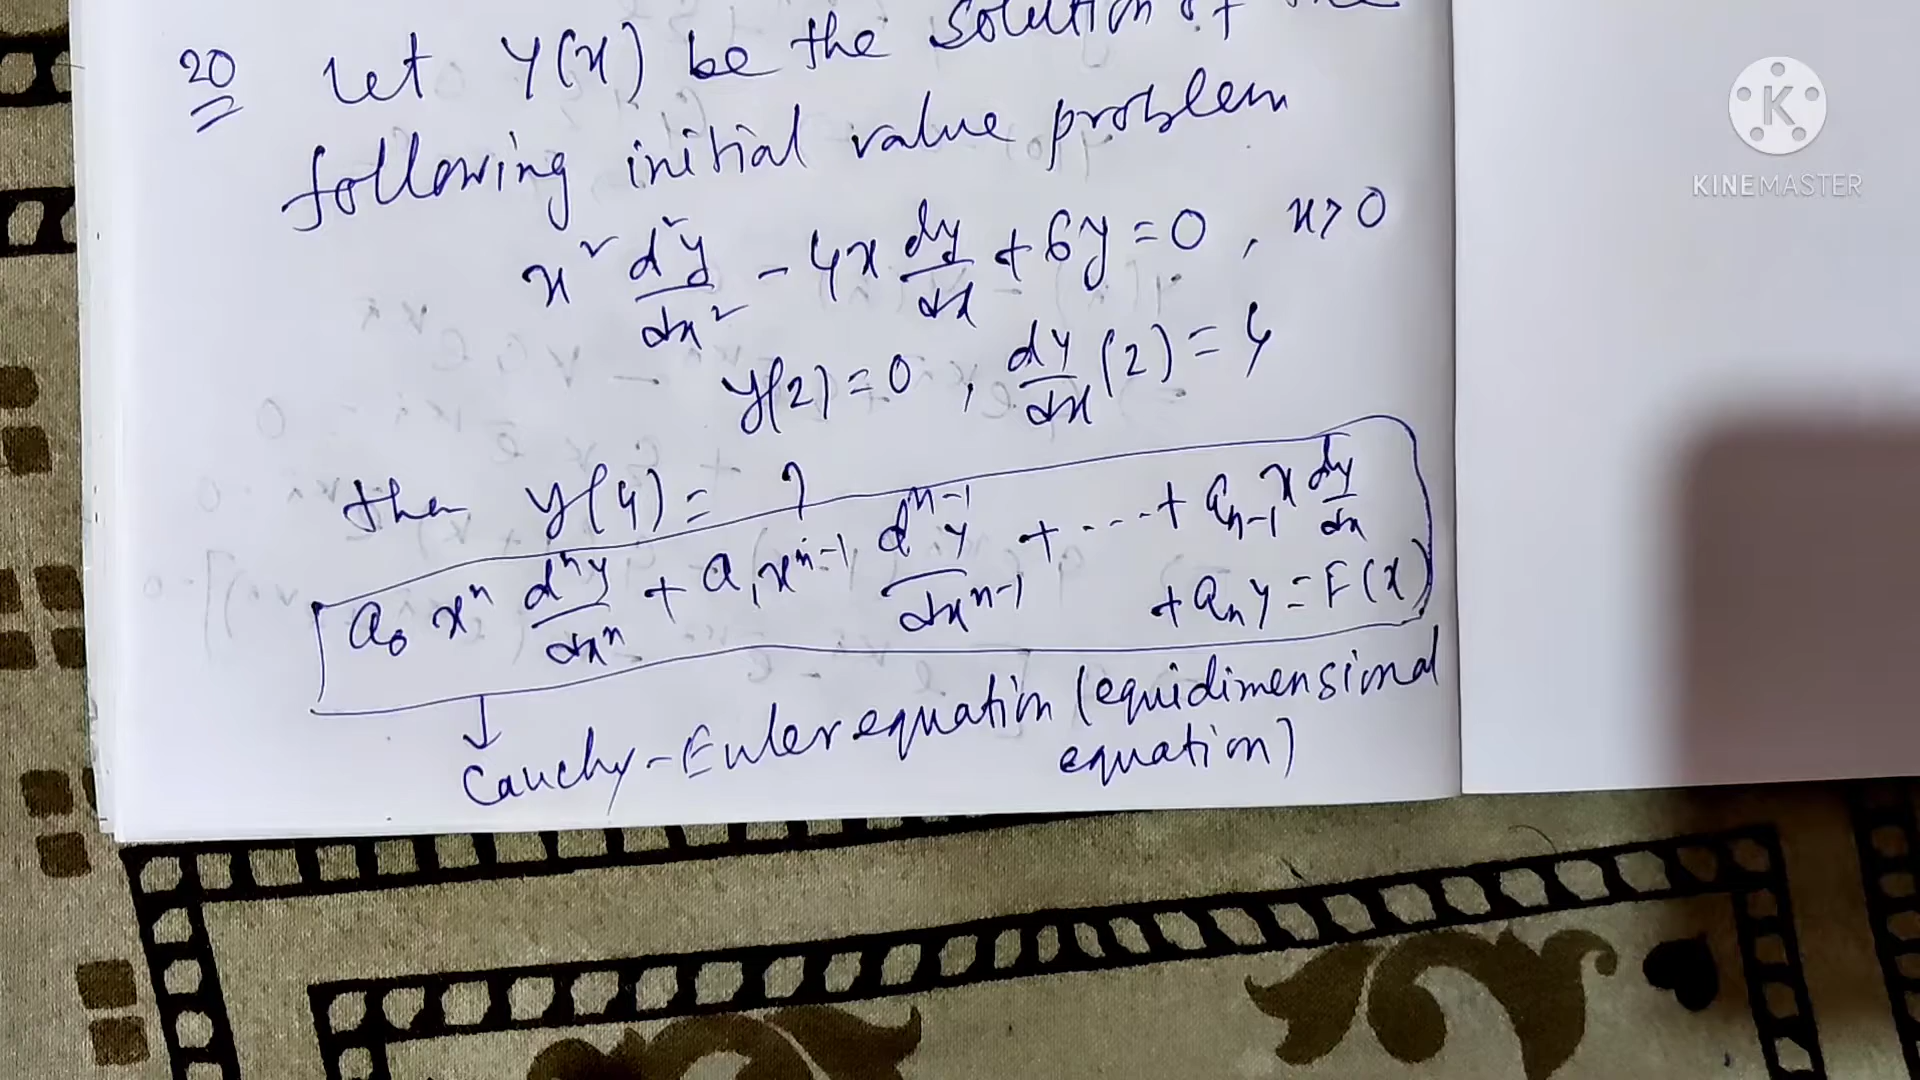 20 Let Y(x) be the solution of the
following initial value problem
x² d²y/dx² - 4x dy/dx + 6y = 0 , x > 0
y(2) = 0 , dy/dx (2) = 4
then y(4) = ?
a₀ xⁿ dⁿy/dxⁿ + a₁ xⁿ⁻¹ dⁿ⁻¹y/dxⁿ⁻¹ + ---- + aₙ₋₁ x dy/dx
+ aₙ y = F(x)
↓
Cauchy-Euler equation (equidimensional
equation)
KINEMASTER